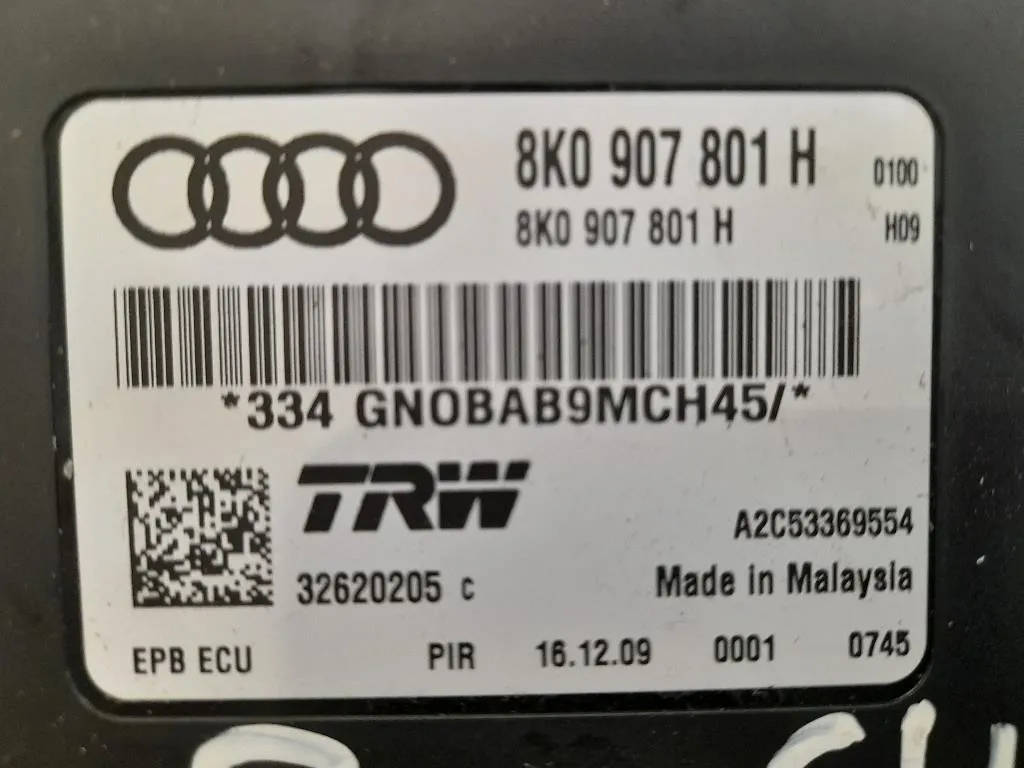 8K0 907 801 H 0100
8K0 907 801 H H09
*334 GN0BAB9MCH45/*
TRW
A2C53369554
32620205 c Made in Malaysia
EPB ECU PIR 16.12.09 0001 0745